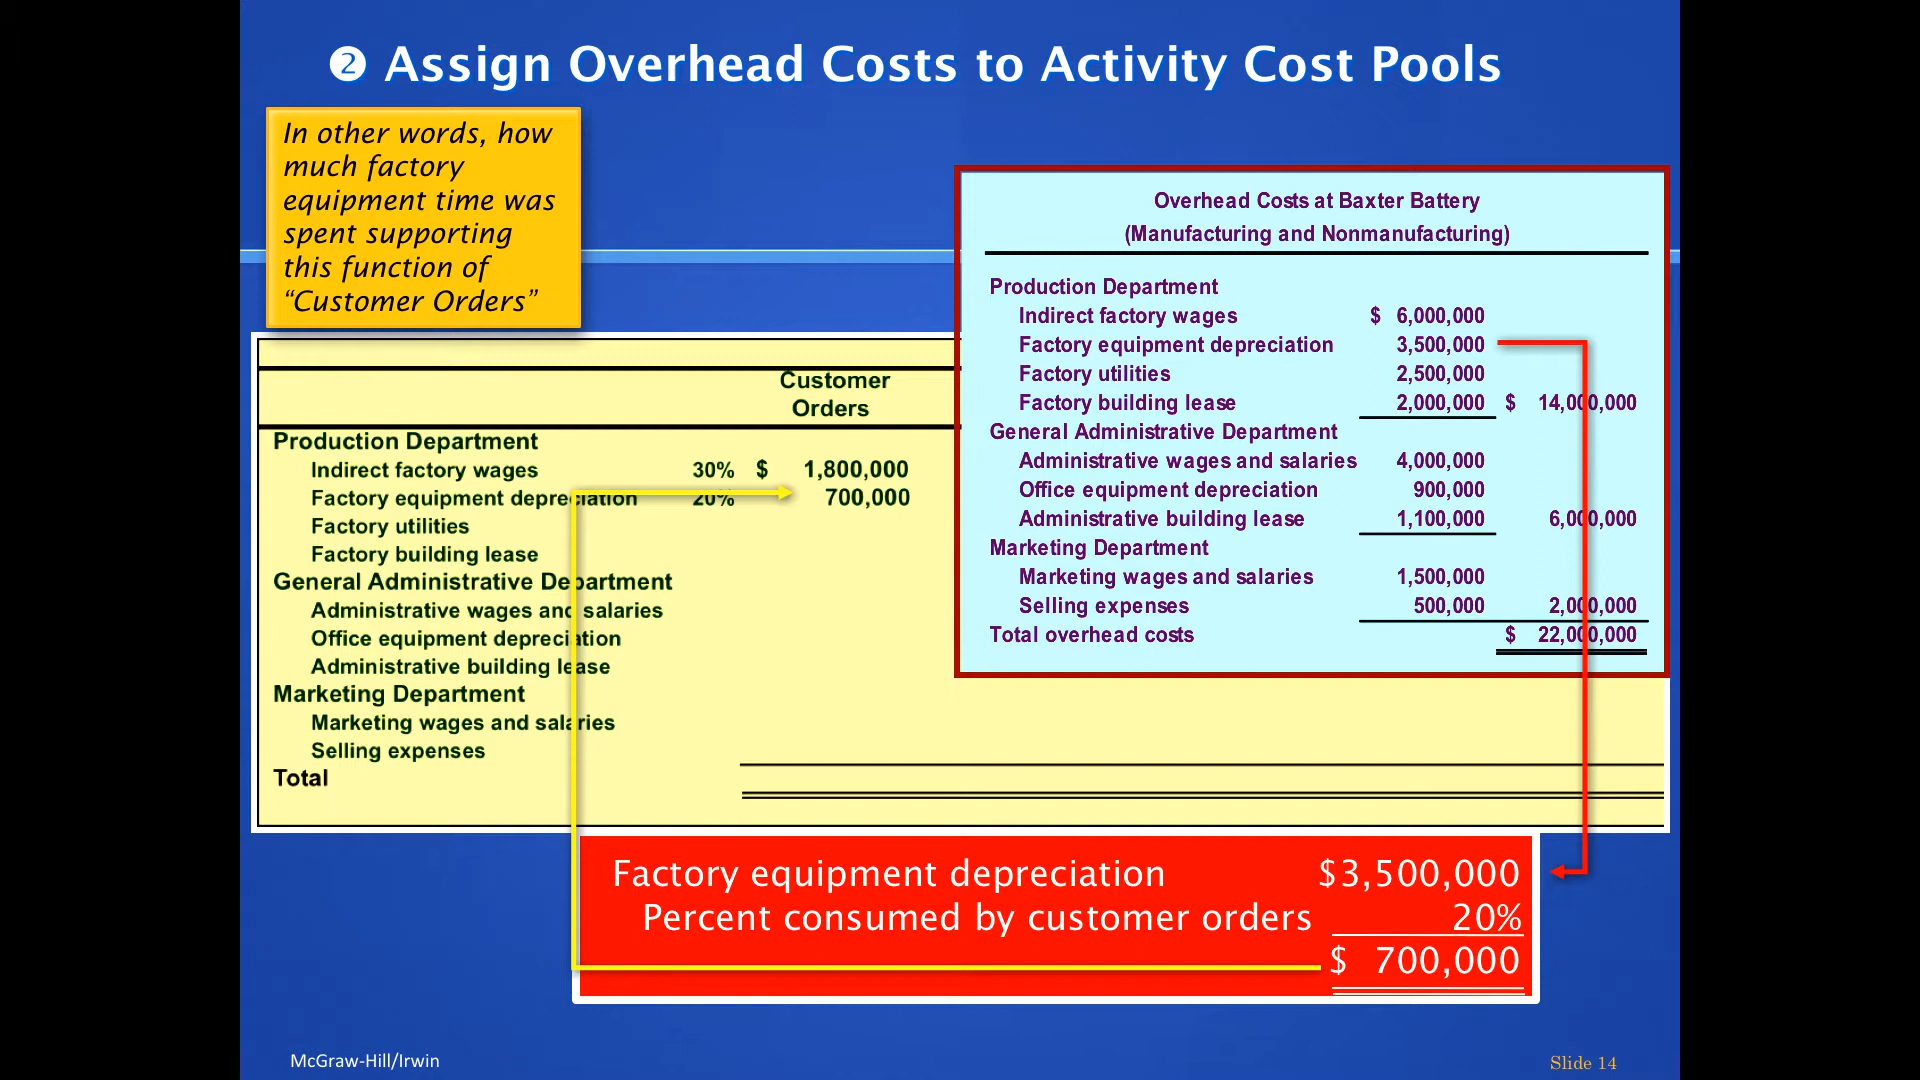 ❷ Assign Overhead Costs to Activity Cost Pools
In other words, how
much factory
equipment time was
spent supporting
this function of
“Customer Orders”
Overhead Costs at Baxter Battery
(Manufacturing and Nonmanufacturing)
Production Department
Indirect factory wages $ 6,000,000
Factory equipment depreciation 3,500,000
Factory utilities 2,500,000
Factory building lease 2,000,000 $ 14,000,000
General Administrative Department
Administrative wages and salaries 4,000,000
Office equipment depreciation 900,000
Administrative building lease 1,100,000 6,000,000
Marketing Department
Marketing wages and salaries 1,500,000
Selling expenses 500,000 2,000,000
Total overhead costs $ 22,000,000
Customer
Orders
Production Department
Indirect factory wages 30% $ 1,800,000
Factory equipment depreciation 20% 700,000
Factory utilities
Factory building lease
General Administrative Department
Administrative wages and salaries
Office equipment depreciation
Administrative building lease
Marketing Department
Marketing wages and salaries
Selling expenses
Total
Factory equipment depreciation $3,500,000
Percent consumed by customer orders 20%
$ 700,000
McGraw-Hill/Irwin
Slide 14